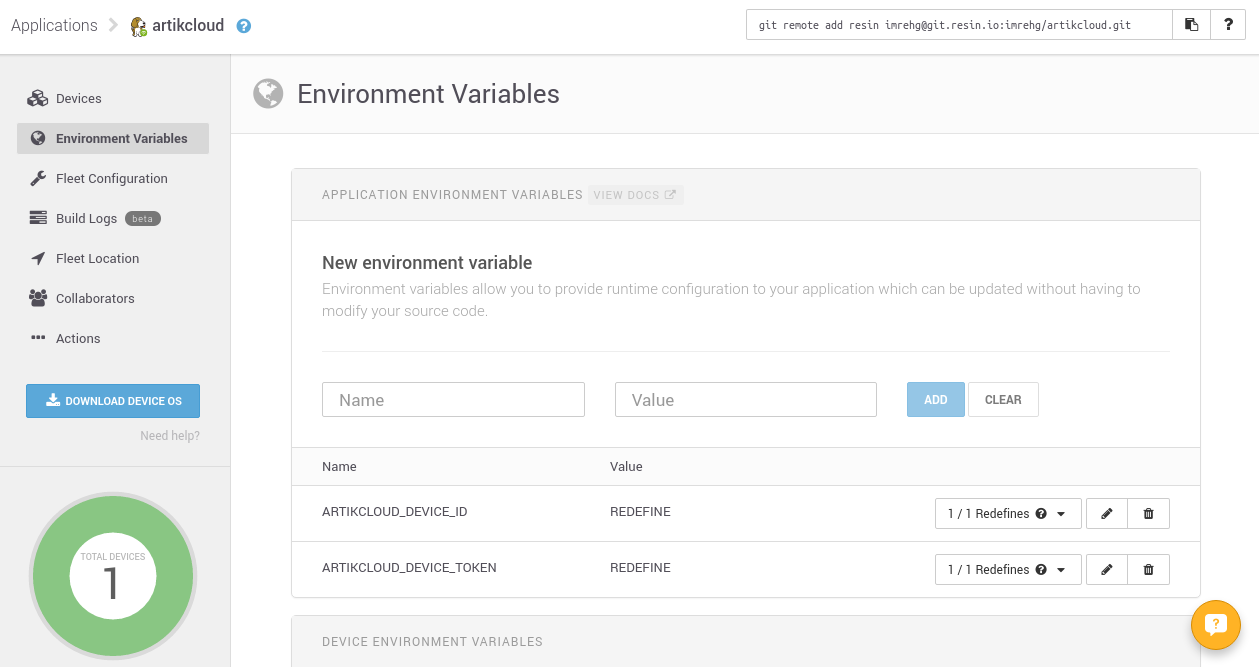 Applications
artikcloud
?
git remote add resin imrehg@git.resin.io:imrehg/artikcloud.git
?
Devices
Environment Variables
Fleet Configuration
Build Logs beta
Fleet Location
Collaborators
Actions
DOWNLOAD DEVICE OS
Need help?
TOTAL DEVICES
1
Environment Variables
APPLICATION ENVIRONMENT VARIABLES VIEW DOCS
New environment variable
Environment variables allow you to provide runtime configuration to your application which can be updated without having to
modify your source code.
Name Value ADD CLEAR
Name Value
ARTIKCLOUD_DEVICE_ID REDEFINE 1 / 1 Redefines ?
ARTIKCLOUD_DEVICE_TOKEN REDEFINE 1 / 1 Redefines ?
DEVICE ENVIRONMENT VARIABLES
?